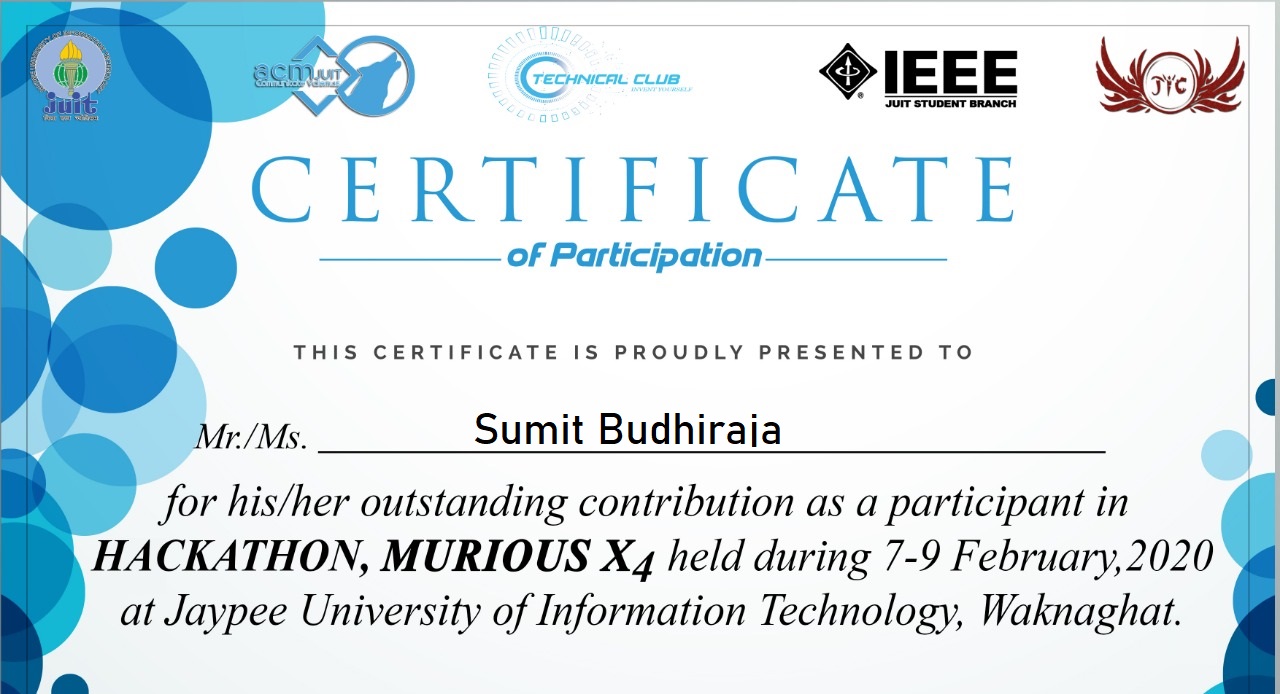 juit
acm JUIT
TECHNICAL CLUB
INVENT YOURSELF
IEEE
JUIT STUDENT BRANCH
JYC
CERTIFICATE
of Participation
THIS CERTIFICATE IS PROUDLY PRESENTED TO
Mr./Ms. Sumit Budhiraja
for his/her outstanding contribution as a participant in
HACKATHON, MURIOUS X4 held during 7-9 February,2020
at Jaypee University of Information Technology, Waknaghat.